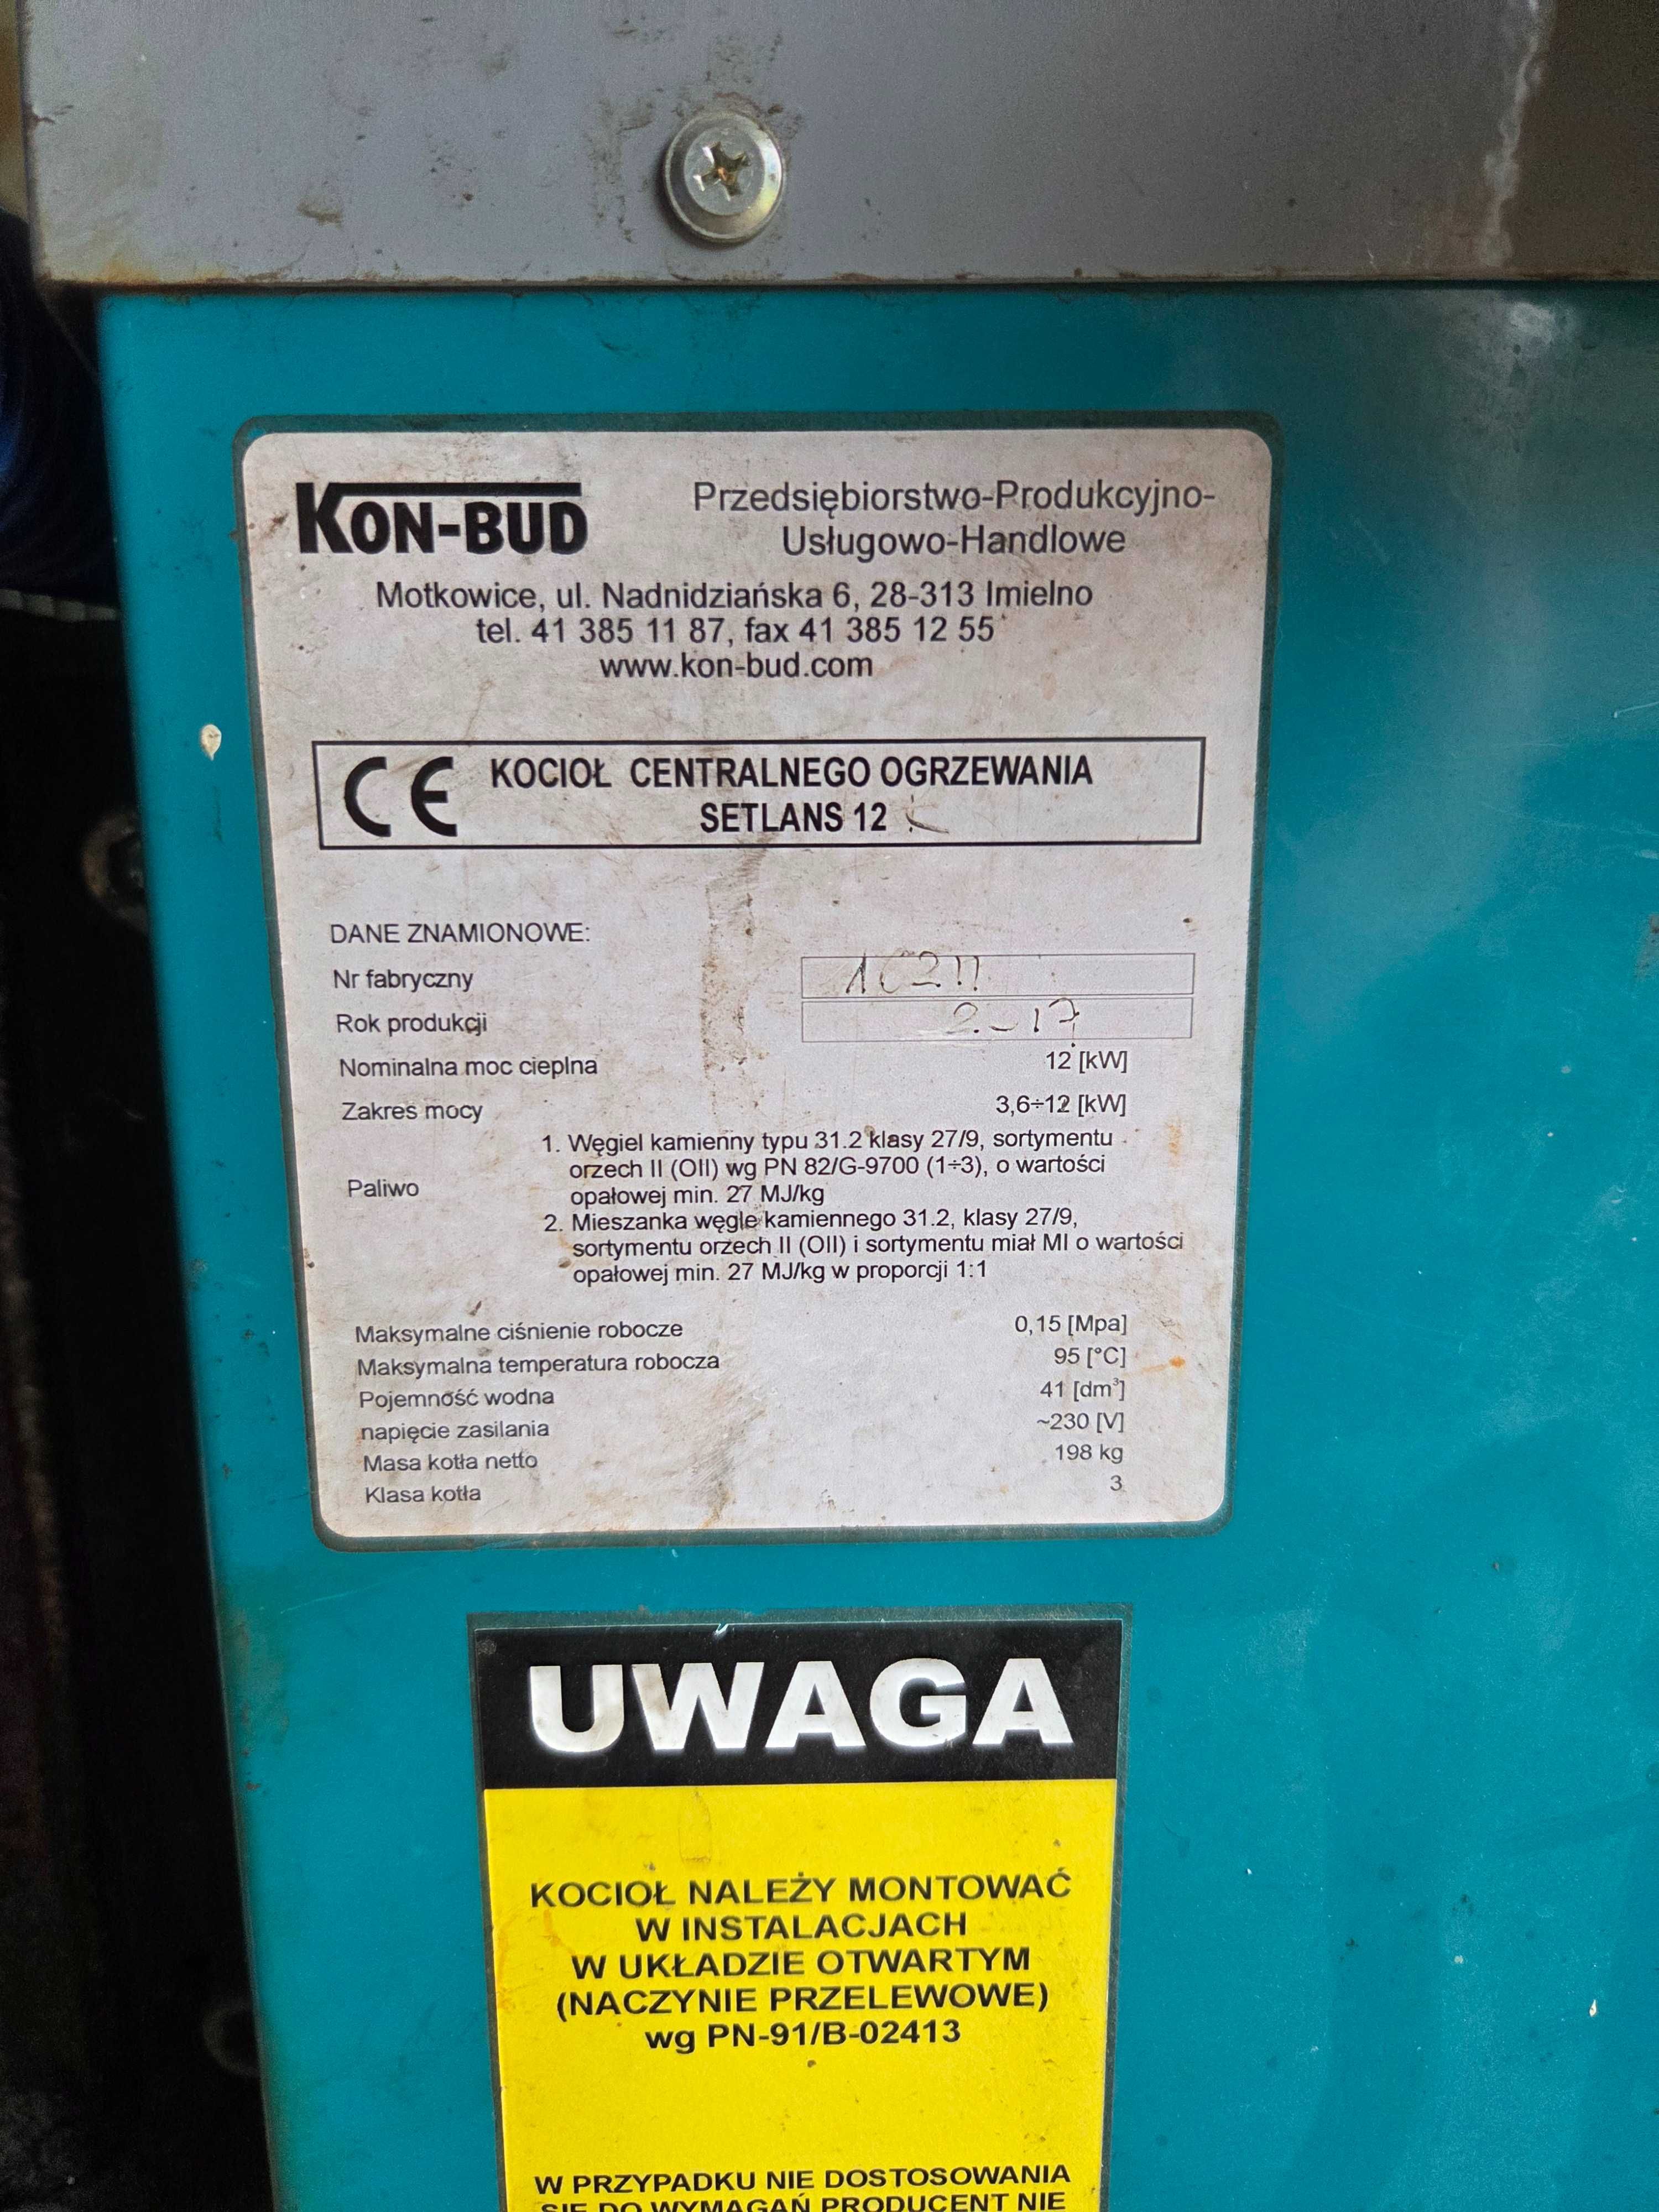 KON-BUD
Przedsiębiorstwo-Produkcyjno-
Usługowo-Handlowe
Motkowice, ul. Nadnidziańska 6, 28-313 Imielno
tel. 41 385 11 87, fax 41 385 12 55
www.kon-bud.com
CE KOCIOŁ CENTRALNEGO OGRZEWANIA
SETLANS 12
DANE ZNAMIONOWE:
Nr fabryczny
Rok produkcji
Nominalna moc cieplna 12 [kW]
Zakres mocy 3,6÷12 [kW]
Paliwo
1. Węgiel kamienny typu 31.2 klasy 27/9, sortymentu
orzech II (OII) wg PN 82/G-9700 (1÷3), o wartości
opałowej min. 27 MJ/kg
2. Mieszanka węgle kamiennego 31.2, klasy 27/9,
sortymentu orzech II (OII) i sortymentu miał MI o wartości
opałowej min. 27 MJ/kg w proporcji 1:1
Maksymalne ciśnienie robocze 0,15 [Mpa]
Maksymalna temperatura robocza 95 [°C]
Pojemność wodna 41 [dm³]
napięcie zasilania ~230 [V]
Masa kotła netto 198 kg
Klasa kotła 3
UWAGA
KOCIOŁ NALEŻY MONTOWAĆ
W INSTALACJACH
W UKŁADZIE OTWARTYM
(NACZYNIE PRZELEWOWE)
wg PN-91/B-02413
W PRZYPADKU NIE DOSTOSOWANIA
SIĘ DO WYMAGAŃ PRODUCENT NIE